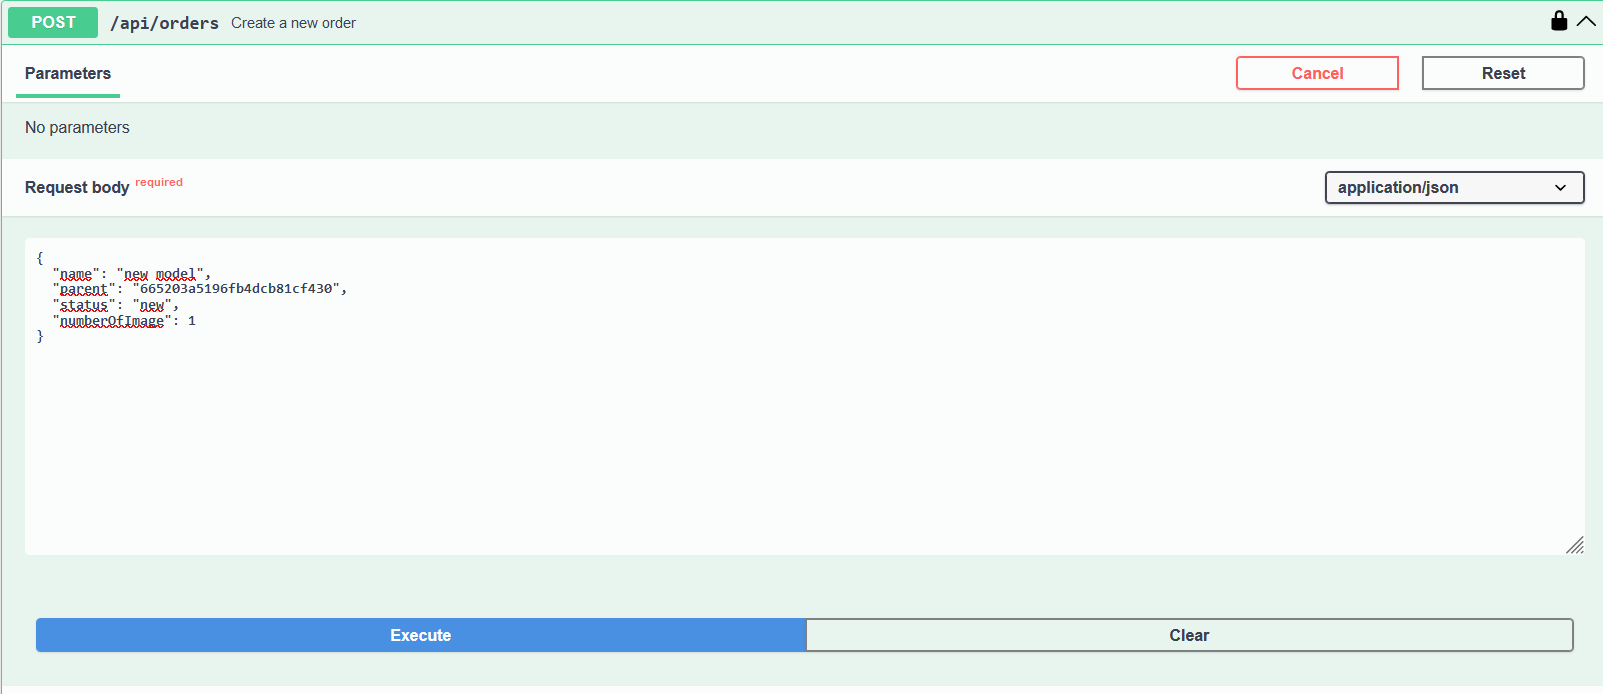 POST /api/orders Create a new order
Parameters Cancel Reset
No parameters
Request body required application/json
{
"name": "new model",
"parent": "665203a5196fb4dcb81cf430",
"status": "new",
"numberOfImage": 1
}
Execute Clear